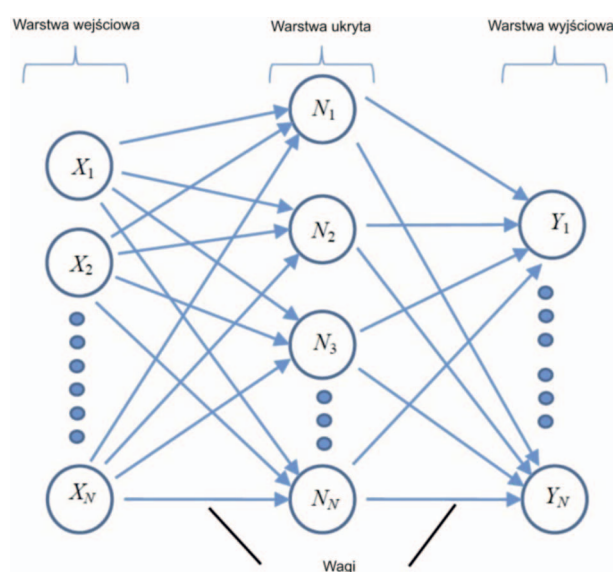 Warstwa wejściowa
Warstwa ukryta
Warstwa wyjściowa
N1
X1
N2
Y1
X2
N3
XN
NN
YN
Wagi